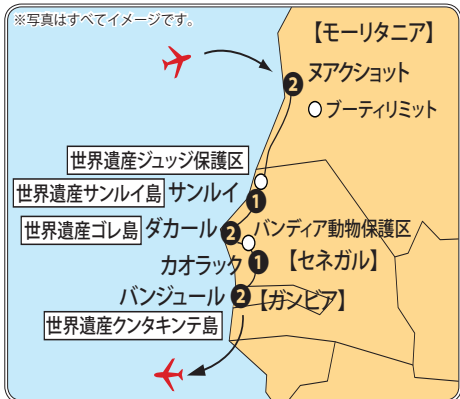 ※写真はすべてイメージです。
【モーリタニア】
2 ヌアクショット
ブーティリミット
世界遺産ジュッジ保護区
世界遺産サンルイ島 サンルイ 1
世界遺産ゴレ島 ダカール 2 バンディア動物保護区
カオラック 1 【セネガル】
バンジュール 2 【ガンビア】
世界遺産クンタキンテ島